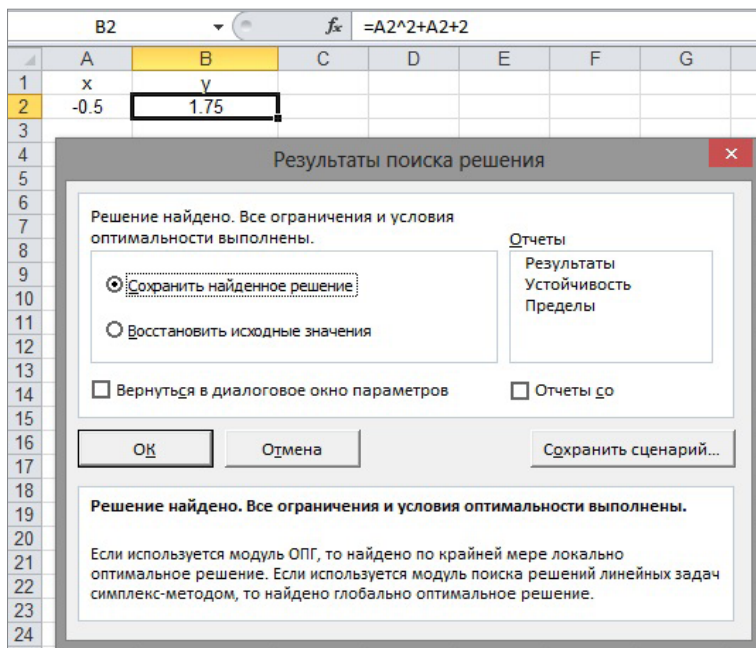 B2 fx =A2^2+A2+2
A B C D E F G
1 x y
2 -0.5 1.75
3
4
5
6
7
8
9
10
11
12
13
14
15
16
17
18
19
20
21
22
23
24
Результаты поиска решения
Решение найдено. Все ограничения и условия
оптимальности выполнены.
Отчеты
Сохранить найденное решение
Восстановить исходные значения
Результаты
Устойчивость
Пределы
Вернуться в диалоговое окно параметров
Отчеты со
ОК
Отмена
Сохранить сценарий...
Решение найдено. Все ограничения и условия оптимальности выполнены.
Если используется модуль ОПГ, то найдено по крайней мере локально
оптимальное решение. Если используется модуль поиска решений линейных задач
симплекс-методом, то найдено глобально оптимальное решение.